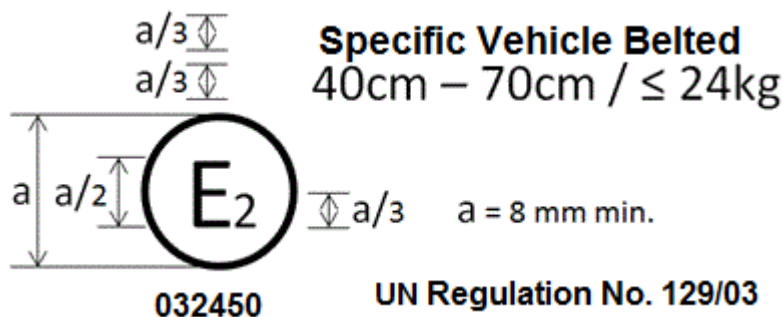 a/3
Specific Vehicle Belted
a/3
40cm – 70cm / ≤ 24kg
a
a/2
E2
a/3
a = 8 mm min.
032450
UN Regulation No. 129/03